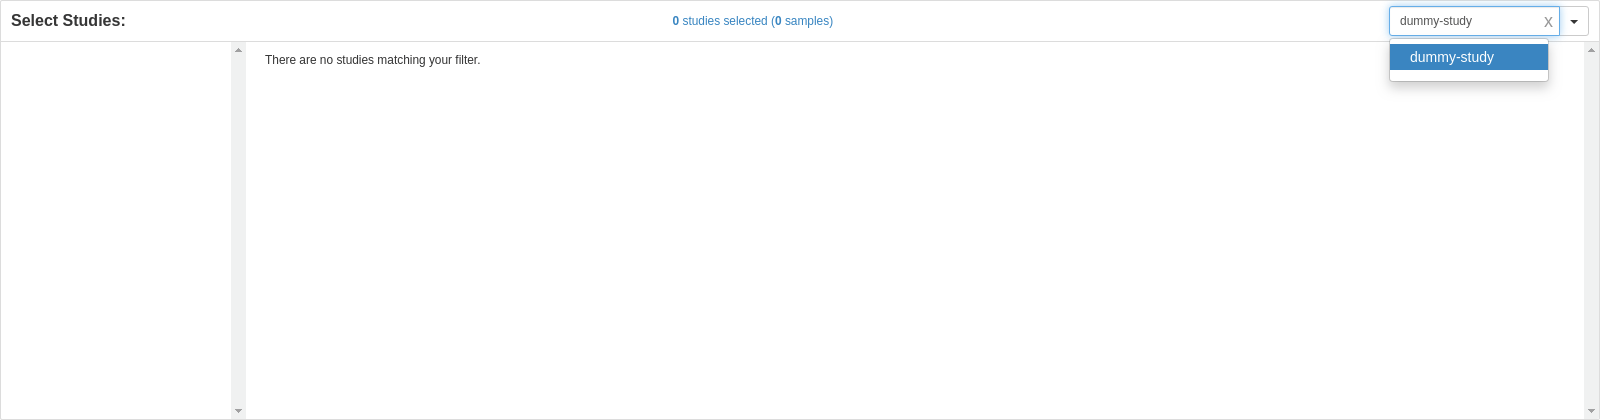 Select Studies:
0 studies selected (0 samples)
dummy-study x
dummy-study
There are no studies matching your filter.